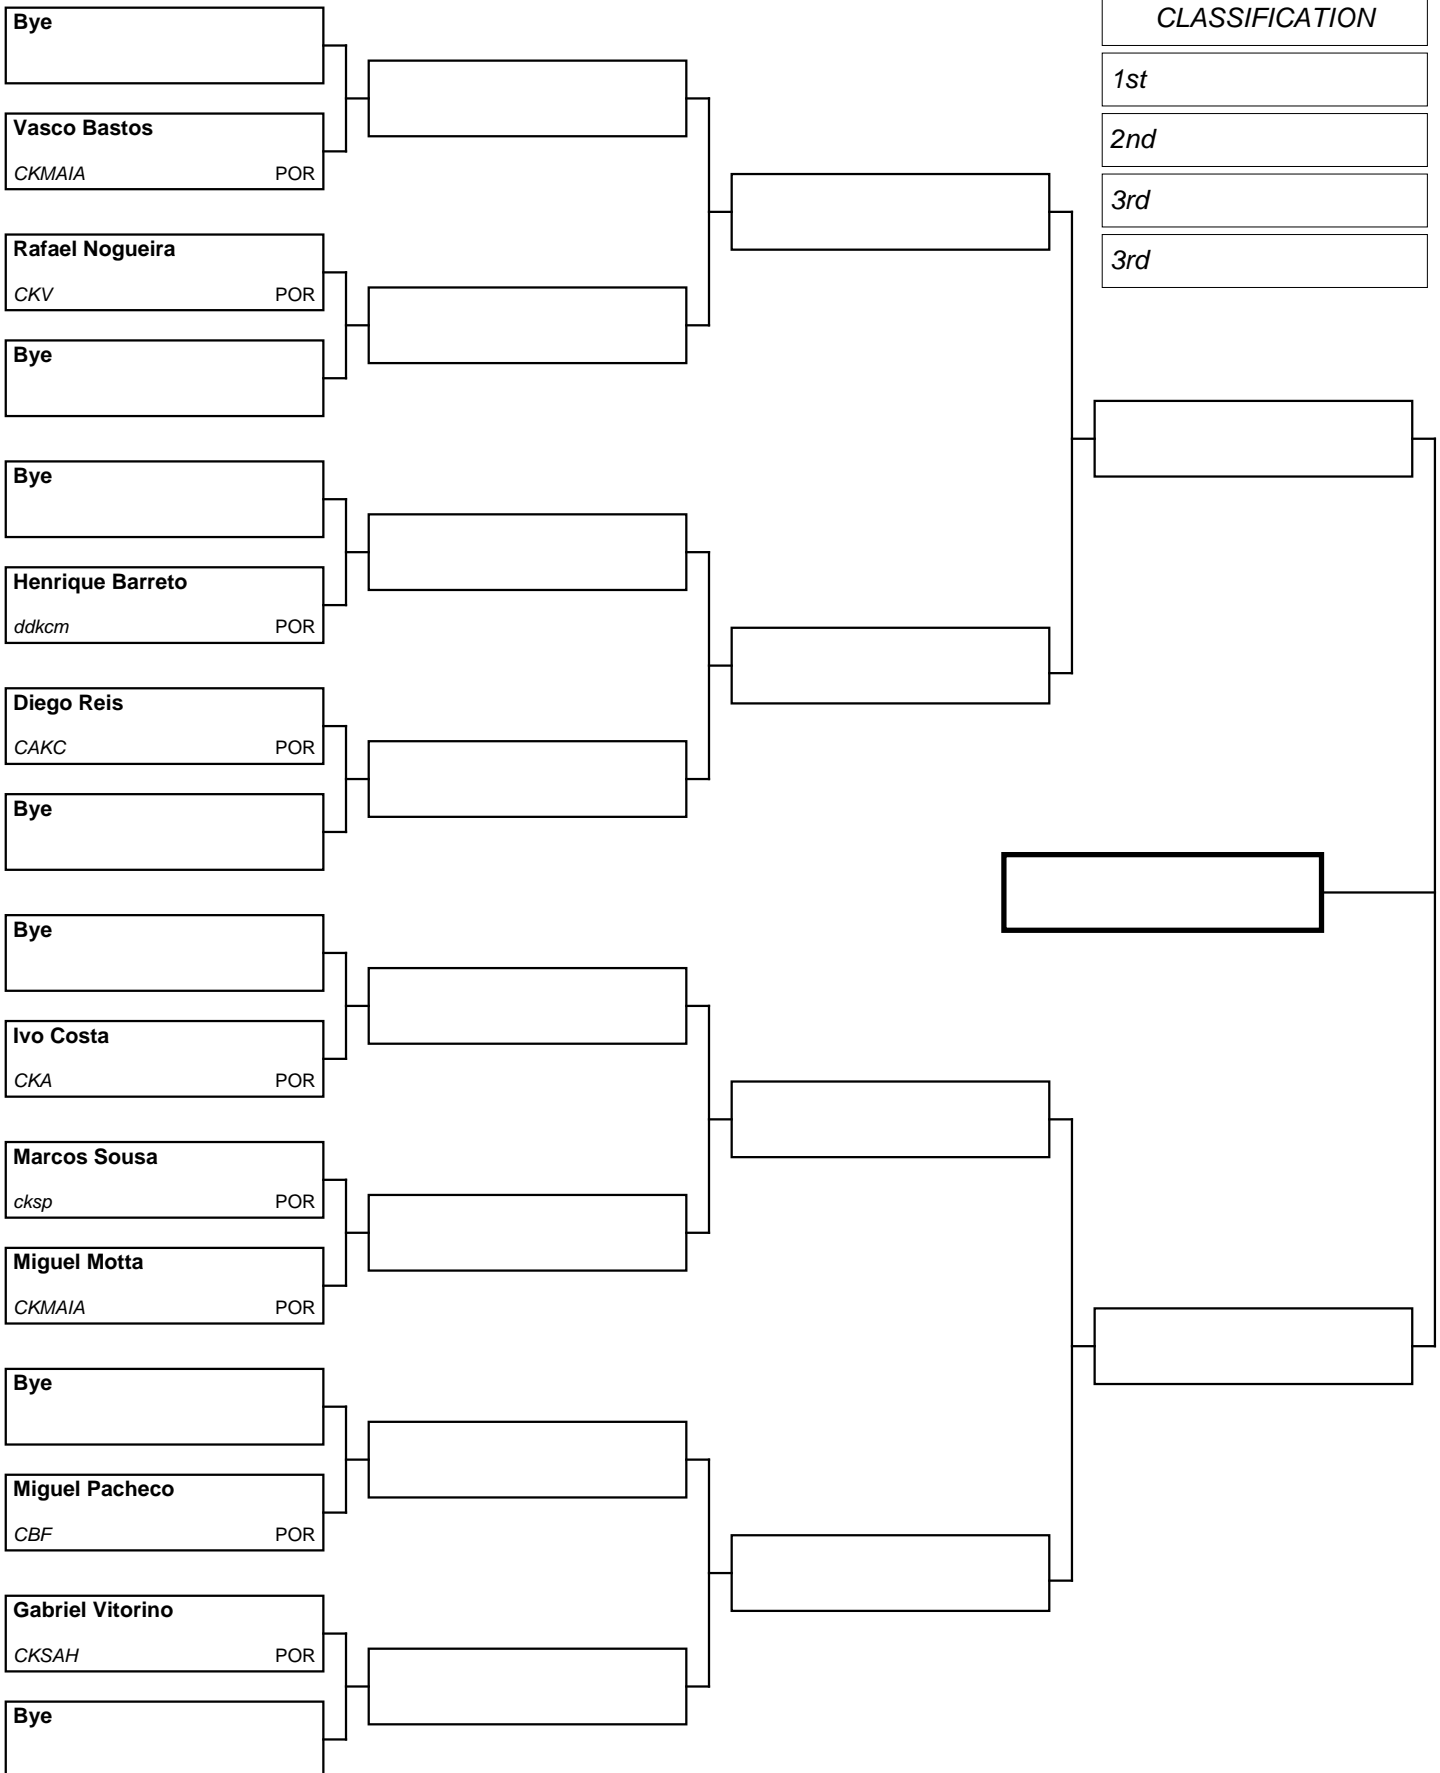 Bye
Vasco Bastos
CKMAIA POR
Rafael Nogueira
CKV POR
Bye
Bye
Henrique Barreto
ddkcm POR
Diego Reis
CAKC POR
Bye
Bye
Ivo Costa
CKA POR
Marcos Sousa
cksp POR
Miguel Motta
CKMAIA POR
Bye
Miguel Pacheco
CBF POR
Gabriel Vitorino
CKSAH POR
Bye
CLASSIFICATION
1st
2nd
3rd
3rd